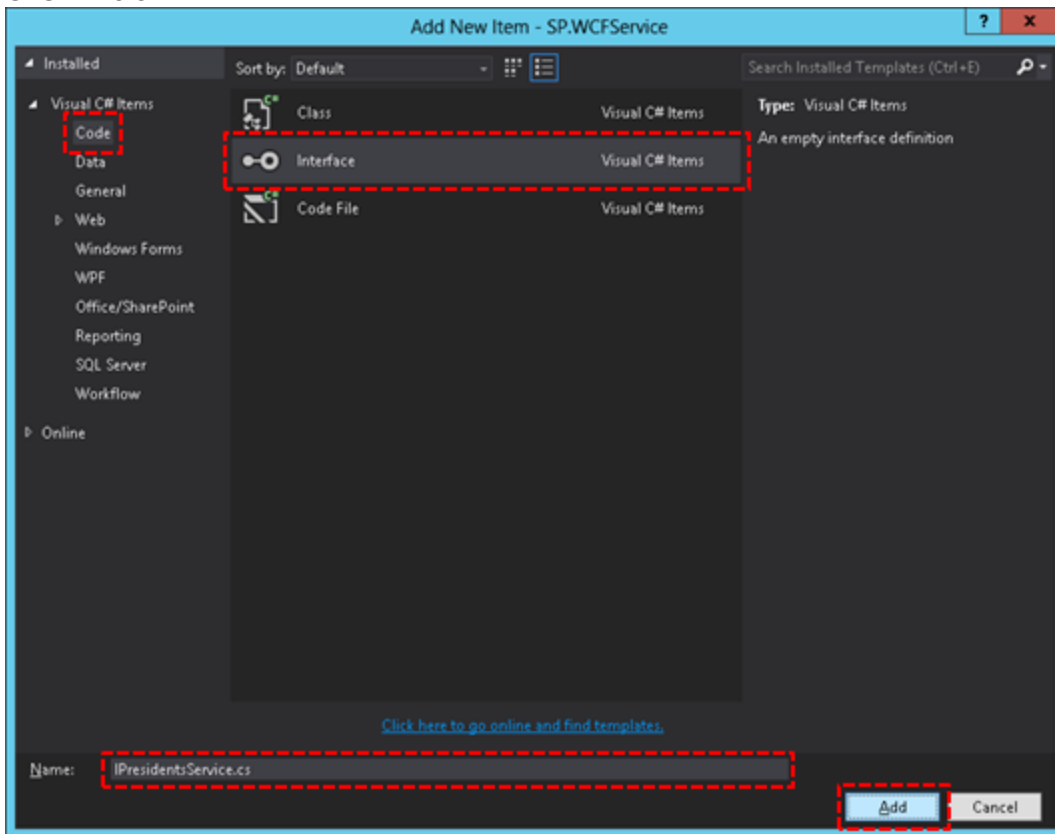 Add New Item - SP.WCFService
? x
Installed
Sort by: Default
Search Installed Templates (Ctrl+E)
Visual C# Items
Code
Data
General
Web
Windows Forms
WPF
Office/SharePoint
Reporting
SQL Server
Workflow
Online
Class Visual C# Items
Interface Visual C# Items
Code File Visual C# Items
Type: Visual C# Items
An empty interface definition
Click here to go online and find templates.
Name: IPresidentsService.cs
Add Cancel